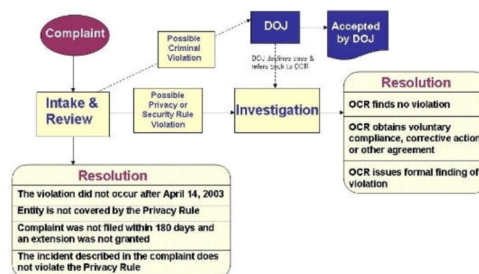 Complaint
Possible
Criminal
Violation
DOJ
Accepted
by DOJ
DOJ declines case &
refers back to OCR
Intake &
Review
Possible
Privacy or
Security Rule
Violation
Investigation
Resolution
OCR finds no violation
OCR obtains voluntary
compliance, corrective action
or other agreement
OCR issues formal finding of
violation
Resolution
The violation did not occur after April 14, 2003
Entity is not covered by the Privacy Rule
Complaint was not filed within 180 days and
an extension was not granted
The incident described in the complaint does
not violate the Privacy Rule